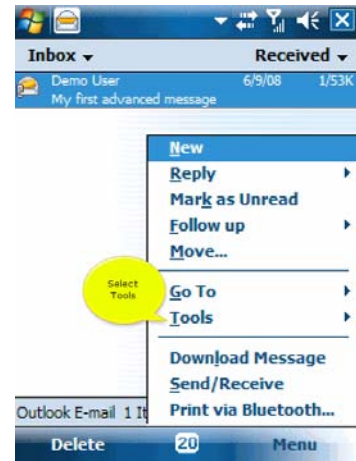 Inbox
Received
Demo User 6/9/08 1/53K
My first advanced message
New
Reply
Mark as Unread
Follow up
Move...
Select
Tools
Go To
Tools
Download Message
Send/Receive
Print via Bluetooth...
Outlook E-mail 1 It
Delete 20 Menu